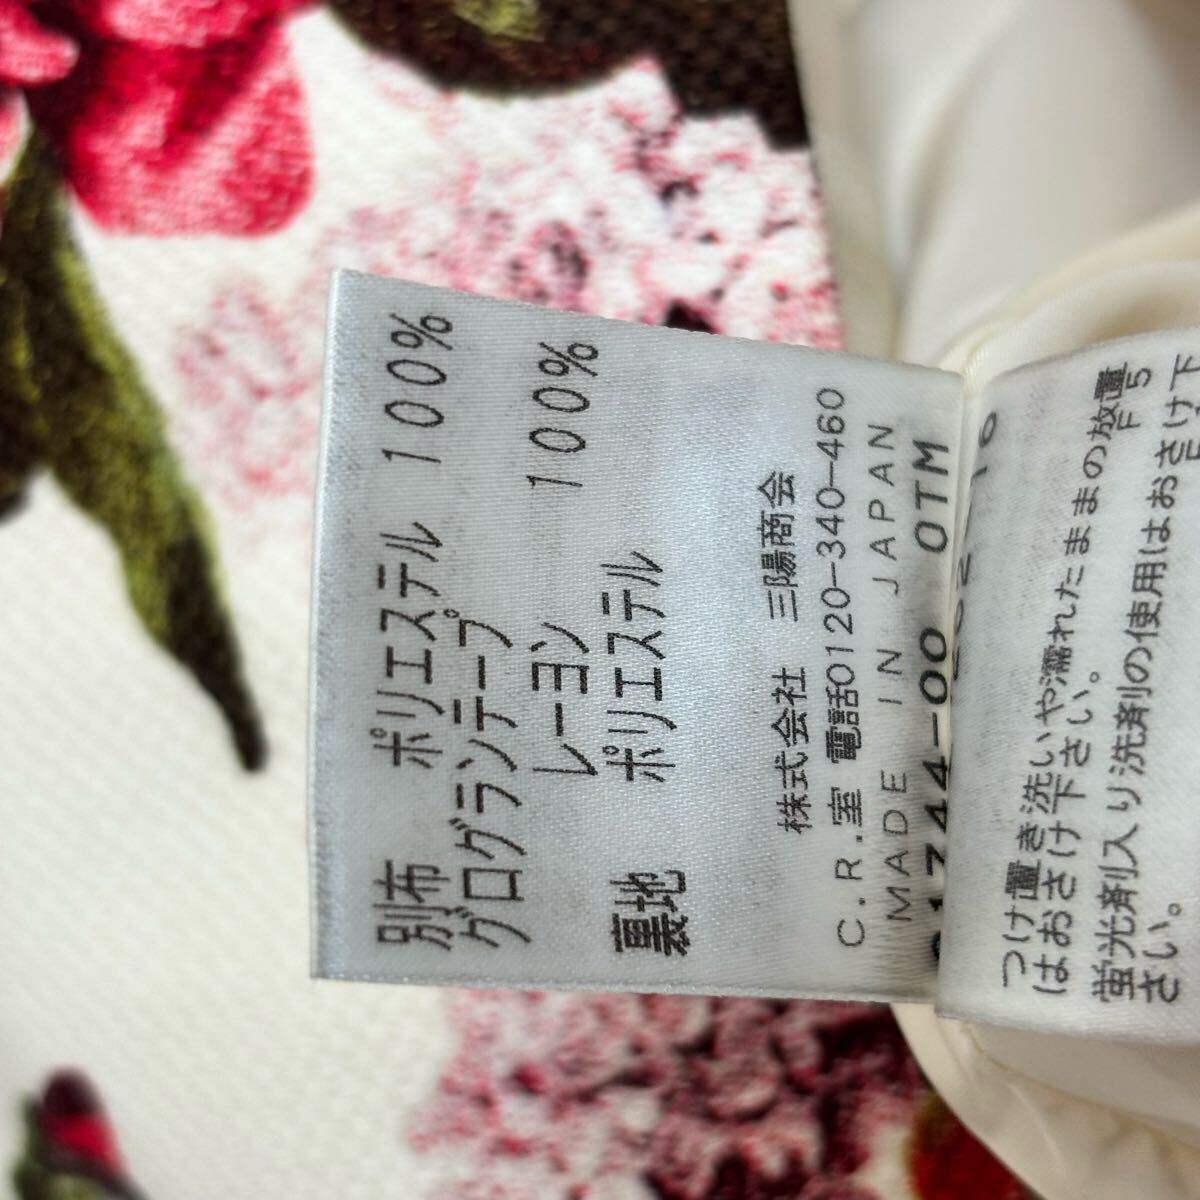 別布 ポリエステル 100%
グログランテープ
レーヨン 100%
裏地 ポリエステル
株式会社 三陽商会
C.R.室 電話0120-340-460
MADE IN JAPAN
01744-00 0TM
16
つけ置き洗いや濡れたままの放置
はおさけ下さい。 F5
蛍光剤入り洗剤の使用はおさけ下
さい。